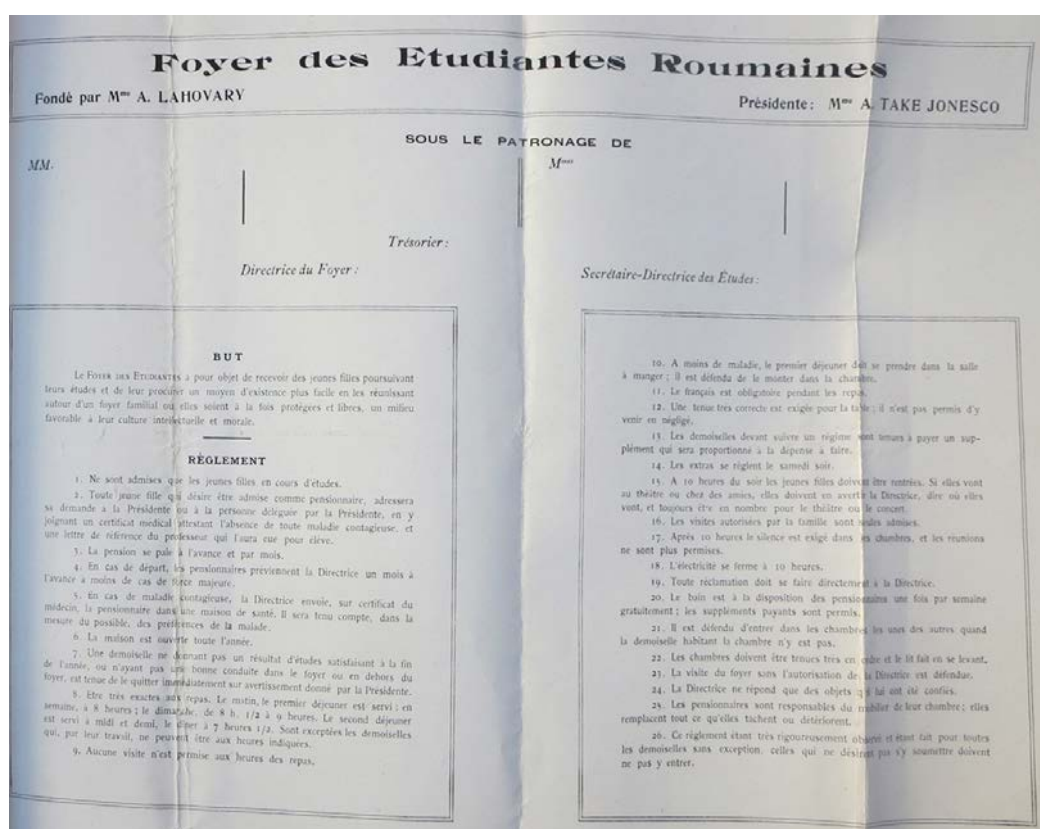 Foyer des Etudiantes Roumaines
Fondé par Mme A. LAHOVARY
Présidente : Mme A. TAKE JONESCO
SOUS LE PATRONAGE DE
MM.
Mmes
Trésorier :
Directrice du Foyer :
Secrétaire-Directrice des Études :
BUT
Le FOYER DES ETUDIANTES a pour objet de recevoir des jeunes filles poursuivant
leurs études et de leur procurer un moyen d'existence plus facile en les réunissant
autour d'un foyer familial ou elles soient à la fois protégées et libres, un milieu
favorable à leur culture intellectuelle et morale.
RÈGLEMENT
1. Ne sont admises que les jeunes filles en cours d'études.
2. Toute jeune fille qui désire être admise comme pensionnaire, adressera
sa demande à la Présidente ou à la personne déléguée par la Présidente, en y
joignant un certificat médical attestant l'absence de toute maladie contagieuse, et
une lettre de référence du professeur qui l'aura eue pour élève.
3. La pension se paie à l'avance et par mois.
4. En cas de départ, les pensionnaires préviennent la Directrice un mois à
l'avance à moins de cas de force majeure.
5. En cas de maladie contagieuse, la Directrice envoie, sur certificat du
médecin, la pensionnaire dans une maison de santé. Il sera tenu compte, dans la
mesure du possible, des préférences de la malade.
6. La maison est ouverte toute l'année.
7. Une demoiselle ne donnant pas un résultat d'études satisfaisant à la fin
de l'année, ou n'ayant pas une bonne conduite dans le foyer ou en dehors du
foyer, est tenue de le quitter immédiatement sur avertissement donné par la Présidente.
8. Etre très exactes aux repas. Le matin, le premier déjeuner est servi : en
semaine, à 8 heures ; le dimanche, de 8 h. 1/2 à 9 heures. Le second déjeuner
est servi à midi et demi, le dîner à 7 heures 1/2. Sont exceptées les demoiselles
qui, par leur travail, ne peuvent être aux heures indiquées.
9. Aucune visite n'est permise aux heures des repas.
10. A moins de maladie, le premier déjeuner doit se prendre dans la salle
à manger ; il est défendu de le monter dans la chambre.
11. Le français est obligatoire pendant les repas.
12. Une tenue très correcte est exigée pour la table ; il n'est pas permis d'y
venir en négligé.
13. Les demoiselles devant suivre un régime sont tenues à payer un sup-
plément qui sera proportionné à la dépense à faire.
14. Les extras se règlent le samedi soir.
15. A 10 heures du soir les jeunes filles doivent être rentrées. Si elles vont
au théâtre ou chez des amies, elles doivent en avertir la Directrice, dire où elles
vont, et toujours être en nombre pour le théâtre ou le concert.
16. Les visites autorisées par la famille sont seules admises.
17. Après 10 heures le silence est exigé dans les chambres, et les réunions
ne sont plus permises.
18. L'électricité se ferme à 10 heures.
19. Toute réclamation doit se faire directement à la Directrice.
20. Le bain est à la disposition des pensionnaires une fois par semaine
gratuitement ; les suppléments payants sont permis.
21. Il est défendu d'entrer dans les chambres les unes des autres quand
la demoiselle habitant la chambre n'y est pas.
22. Les chambres doivent être tenues très en ordre et le lit fait en se levant.
23. La visite du foyer sans l'autorisation de la Directrice est défendue.
24. La Directrice ne répond que des objets qui lui ont été confiés.
25. Les pensionnaires sont responsables du mobilier de leur chambre ; elles
remplacent tout ce qu'elles tachent ou détériorent.
26. Ce règlement étant très rigoureusement observé et étant fait pour toutes
les demoiselles sans exception, celles qui ne désirent pas s'y soumettre doivent
ne pas y entrer.